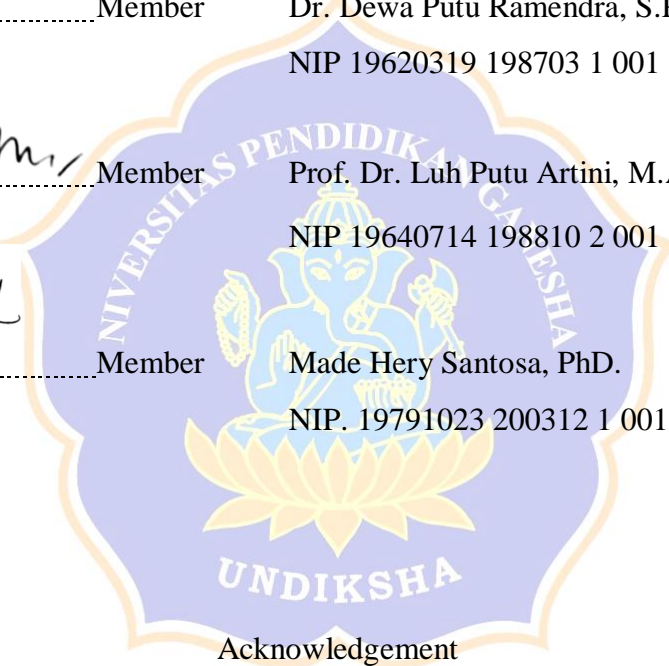 Member Dr. Dewa Putu Ramendra, S.
NIP 19620319 198703 1 001
NIVERSITAS PENDIDIKAN GANESHA
Member Prof. Dr. Luh Putu Artini, M.A
NIP 19640714 198810 2 001
Member Made Hery Santosa, PhD.
NIP. 19791023 200312 1 001
UNDIKSHA
Acknowledgement